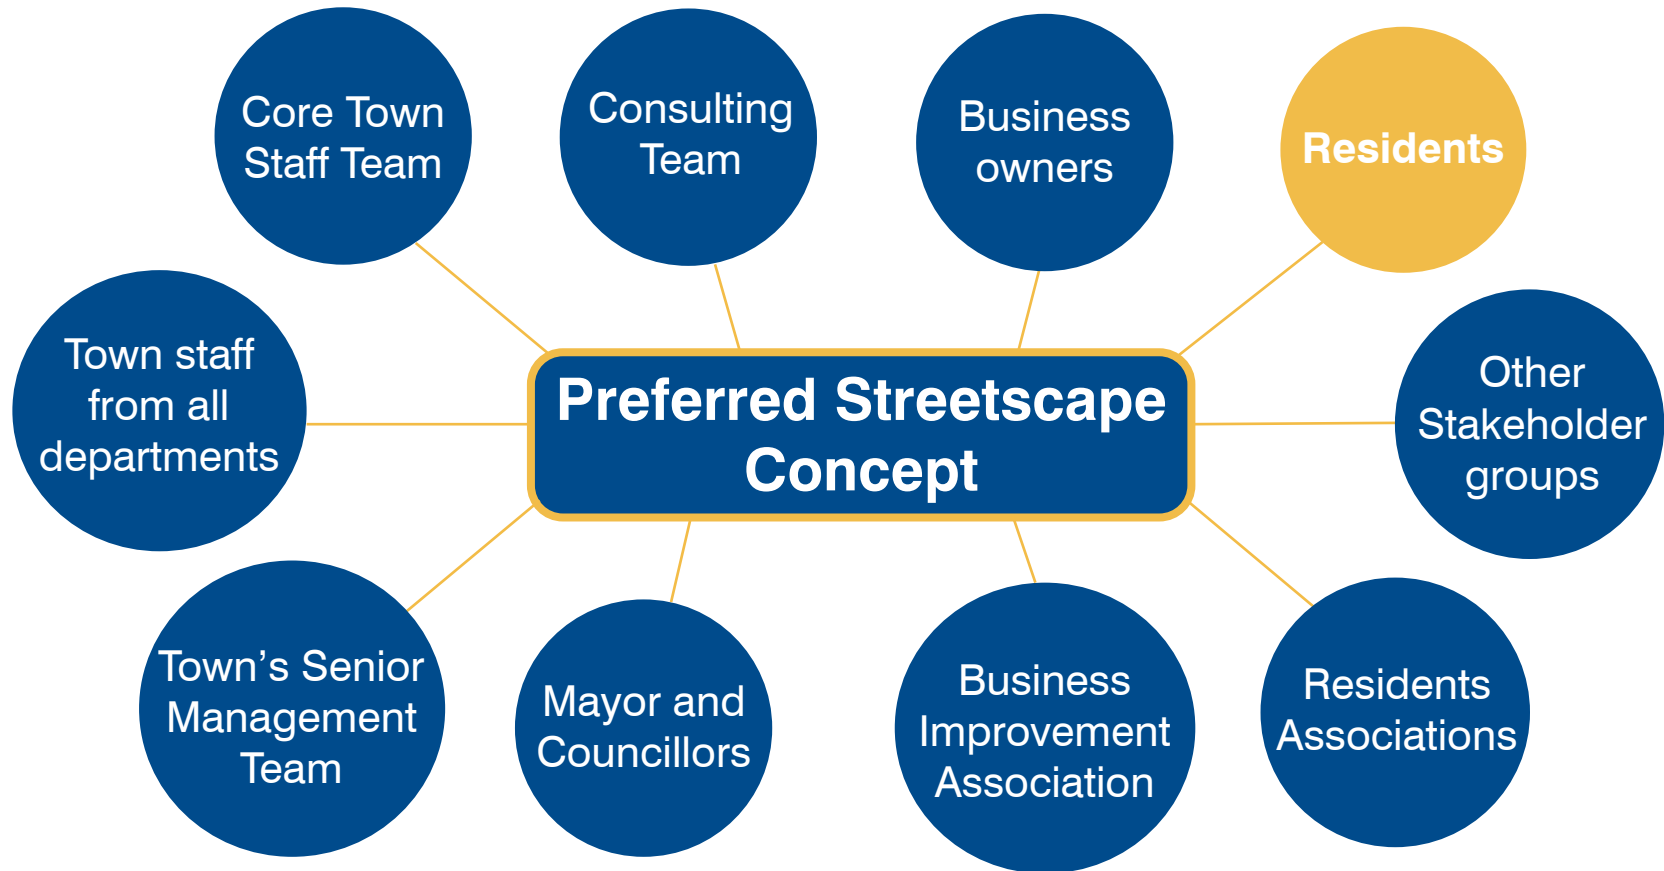 Core Town
Staff Team
Consulting
Team
Business
owners
Residents
Town staff
from all
departments
Preferred Streetscape
Concept
Other
Stakeholder
groups
Town’s Senior
Management
Team
Mayor and
Councillors
Business
Improvement
Association
Residents
Associations